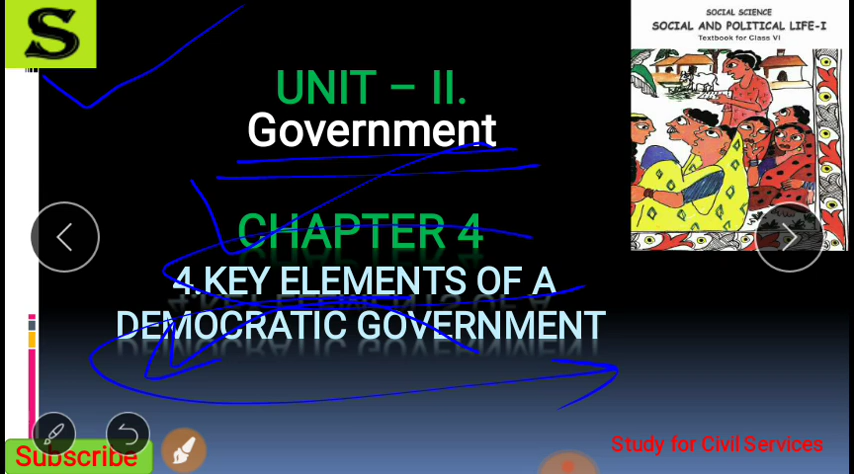 S
SOCIAL SCIENCE
SOCIAL AND POLITICAL LIFE-I
Textbook for Class VI
UNIT – II.
Government
CHAPTER 4
4.KEY ELEMENTS OF A
DEMOCRATIC GOVERNMENT
Subscribe
Study for Civil Services